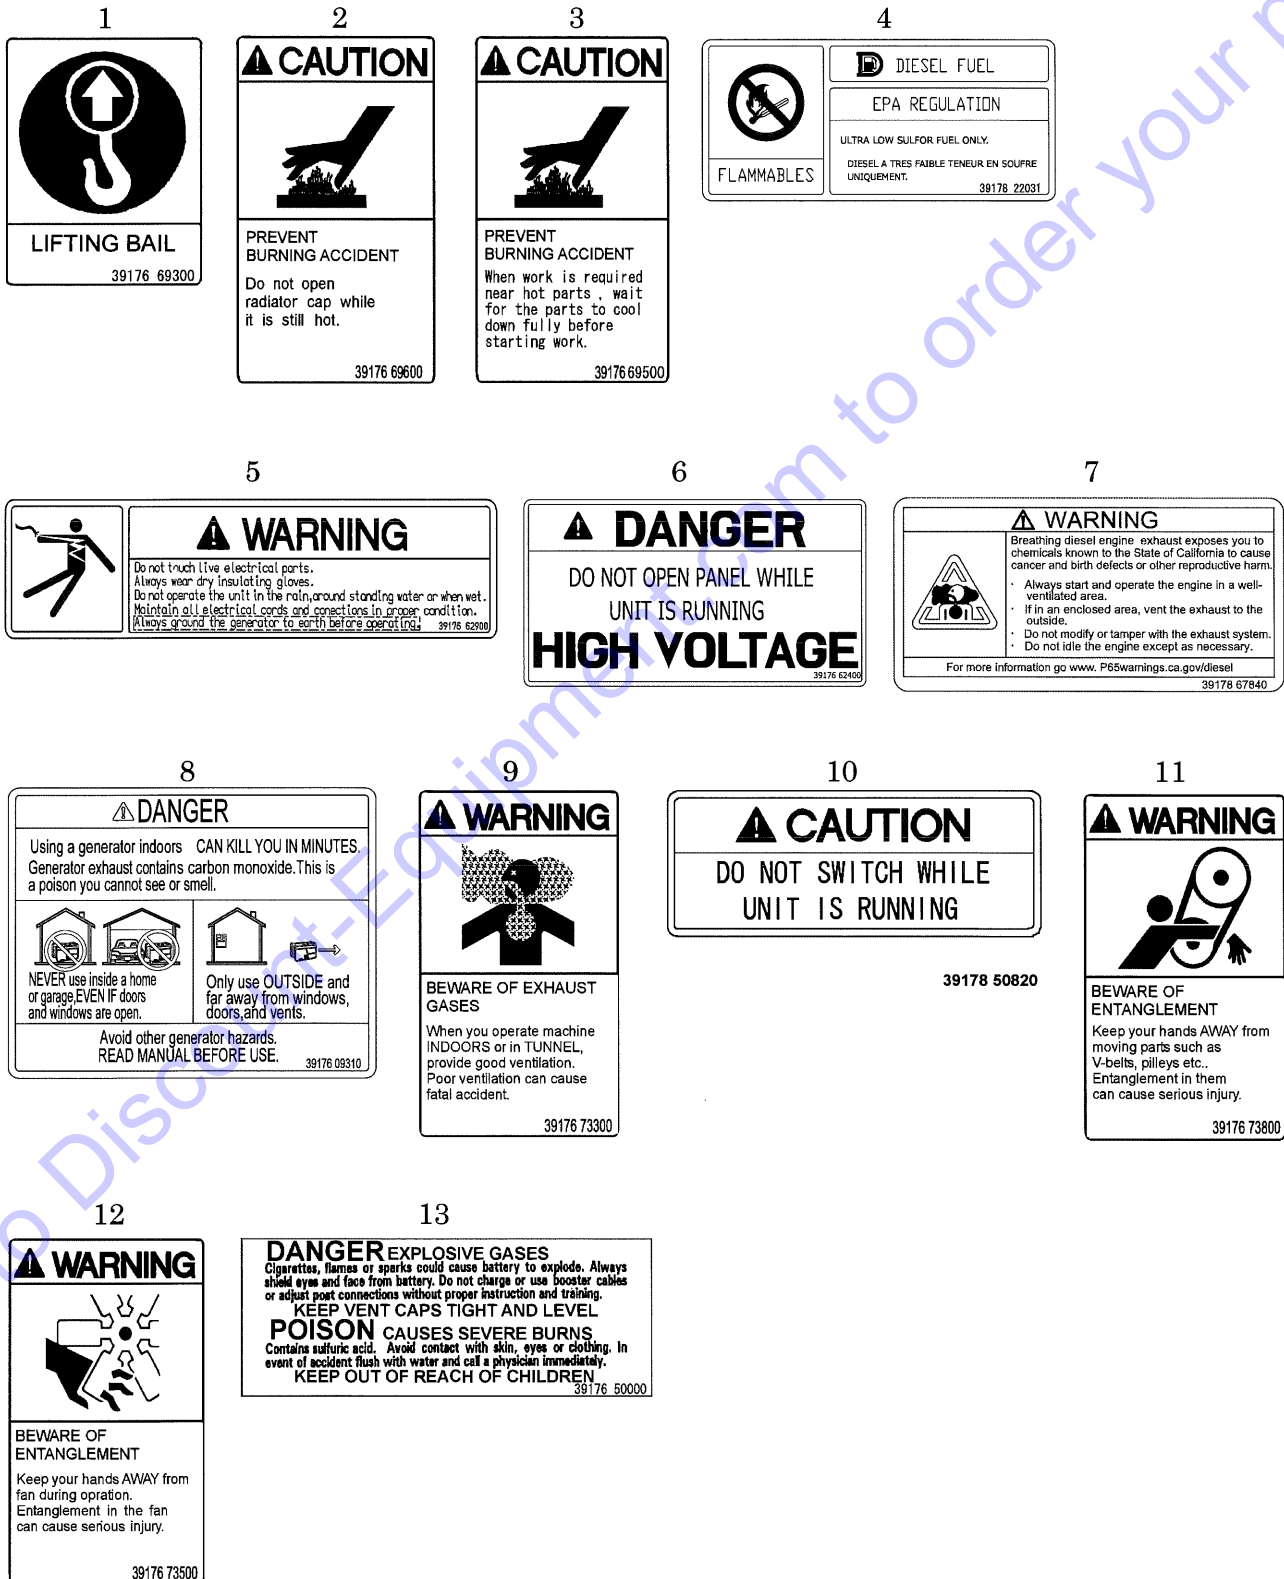 1
LIFTING BAIL
39176 69300
2
CAUTION
PREVENT
BURNING ACCIDENT
Do not open
radiator cap while
it is still hot.
39176 69600
3
CAUTION
PREVENT
BURNING ACCIDENT
When work is required
near hot parts , wait
for the parts to cool
down fully before
starting work.
39176 69500
4
FLAMMABLES
D DIESEL FUEL
EPA REGULATION
ULTRA LOW SULFOR FUEL ONLY.
DIESEL A TRES FAIBLE TENEUR EN SOUFRE
UNIQUEMENT.
39178 22031
5
WARNING
Do not touch live electrical parts.
Always wear dry insulating gloves.
Do not operate the unit in the rain,around standing water or when wet.
Maintain all electrical cords and conections in proper condition.
Always ground the generator to earth before operating.
39176 62900
6
DANGER
DO NOT OPEN PANEL WHILE
UNIT IS RUNNING
HIGH VOLTAGE
39176 62400
7
WARNING
Breathing diesel engine exhaust exposes you to
chemicals known to the State of California to cause
cancer and birth defects or other reproductive harm.
· Always start and operate the engine in a well-
ventilated area.
· If in an enclosed area, vent the exhaust to the
outside.
· Do not modify or tamper with the exhaust system.
· Do not idle the engine except as necessary.
For more information go www. P65warnings.ca.gov/diesel
39178 67840
8
DANGER
Using a generator indoors CAN KILL YOU IN MINUTES.
Generator exhaust contains carbon monoxide.This is
a poison you cannot see or smell.
NEVER use inside a home
or garage,EVEN IF doors
and windows are open.
Only use OUTSIDE and
far away from windows,
doors,and vents.
Avoid other generator hazards.
READ MANUAL BEFORE USE.
39176 09310
9
WARNING
BEWARE OF EXHAUST
GASES
When you operate machine
INDOORS or in TUNNEL,
provide good ventilation.
Poor ventilation can cause
fatal accident.
39176 73300
10
CAUTION
DO NOT SWITCH WHILE
UNIT IS RUNNING
39178 50820
11
WARNING
BEWARE OF
ENTANGLEMENT
Keep your hands AWAY from
moving parts such as
V-belts, pilleys etc..
Entanglement in them
can cause serious injury.
39176 73800
12
WARNING
BEWARE OF
ENTANGLEMENT
Keep your hands AWAY from
fan during opration.
Entanglement in the fan
can cause serious injury.
39176 73500
13
DANGER EXPLOSIVE GASES
Cigarettes, flames or sparks could cause battery to explode. Always
shield eyes and face from battery. Do not charge or use booster cables
or adjust post connections without proper instruction and training.
KEEP VENT CAPS TIGHT AND LEVEL
POISON CAUSES SEVERE BURNS
Contains sulfuric acid. Avoid contact with skin, eyes or clothing. In
event of accident flush with water and call a physician immediately.
KEEP OUT OF REACH OF CHILDREN
39176 50000
to Discount-Equipment.com to order your p